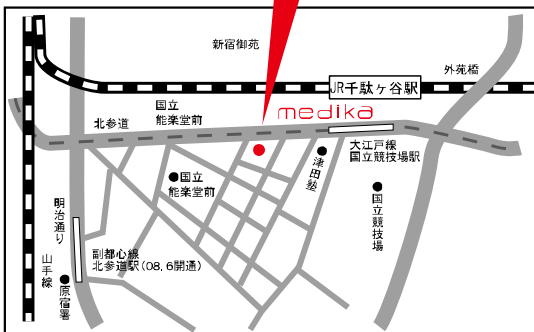 新宿御苑
外苑橋
JR千駄ヶ谷駅
国立
能楽堂前
medika
北参道
大江戸線
国立競技場駅
津田塾
国立
能楽堂前
国立競技場
明治通り
副都心線
北参道駅(08.6開通)
山手線
原宿署